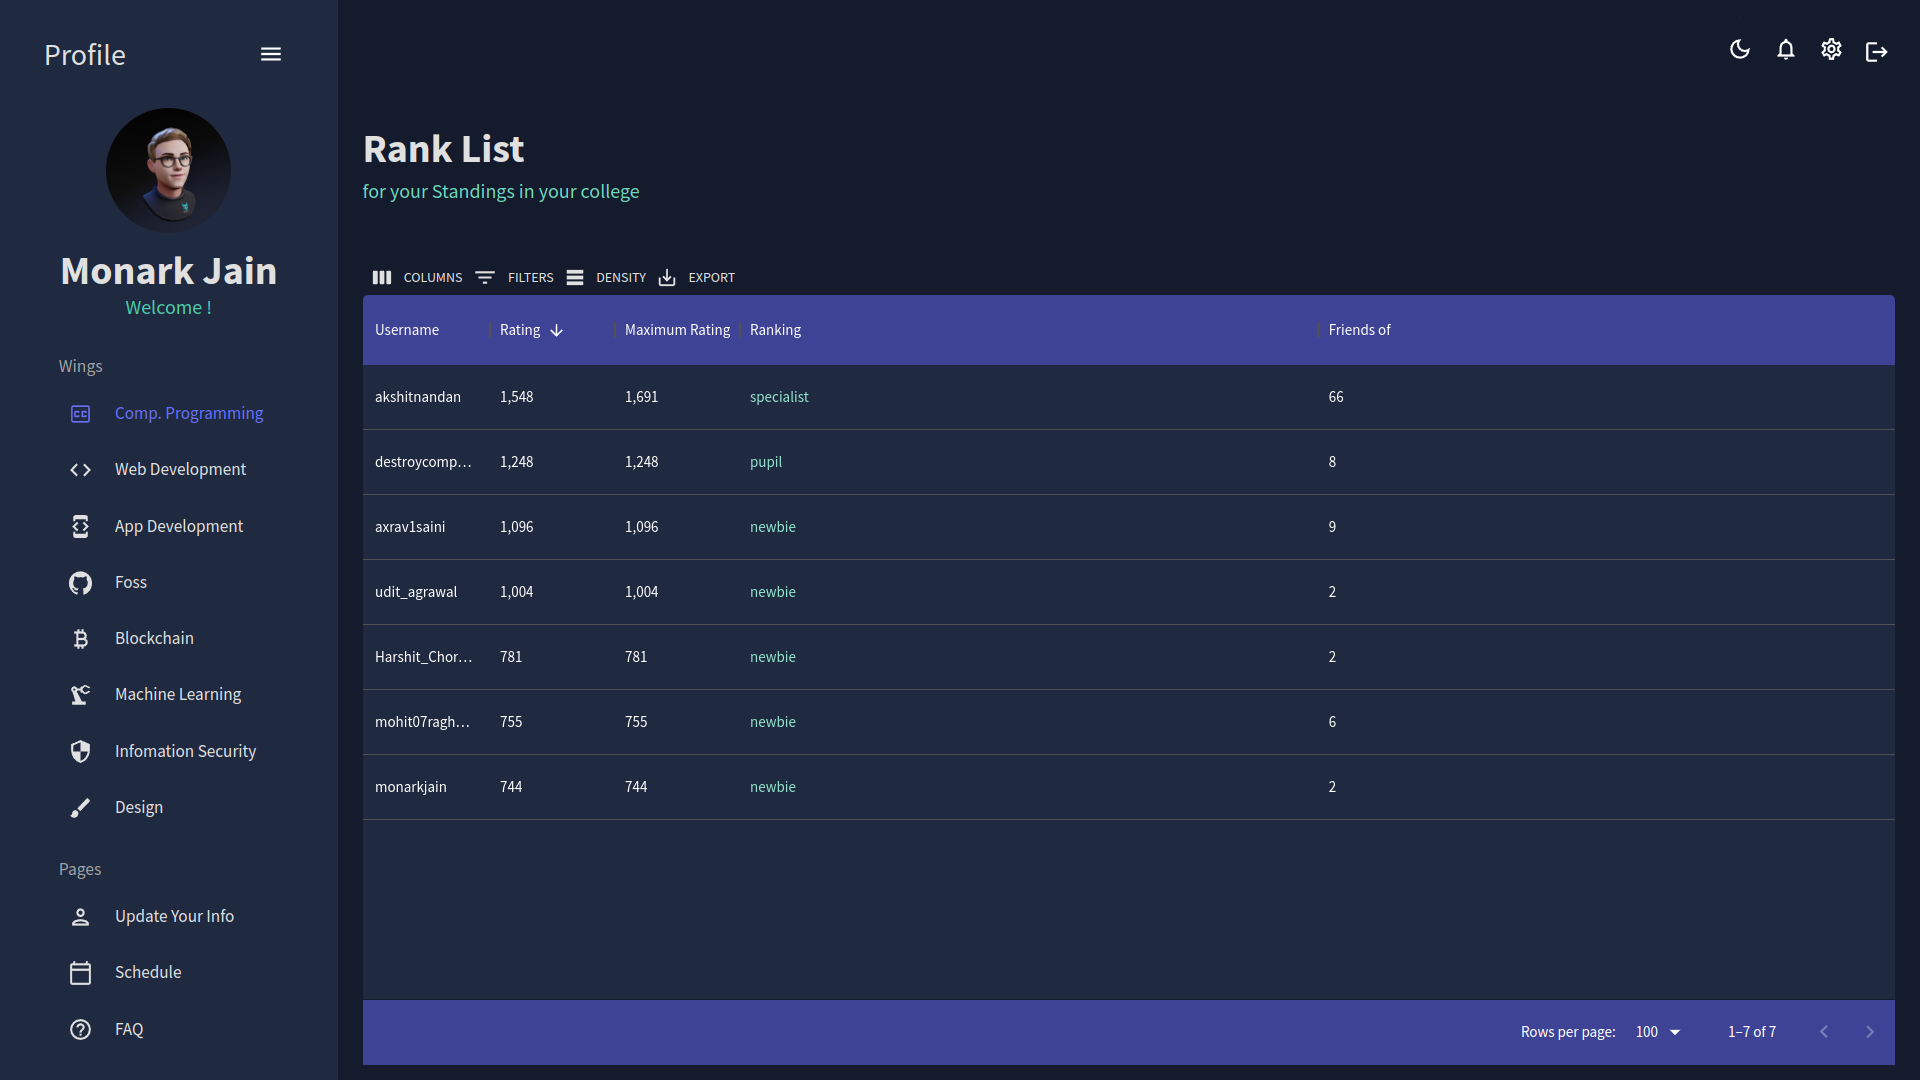 Profile
Monark Jain
Welcome !
Wings
Comp. Programming
Web Development
App Development
Foss
Blockchain
Machine Learning
Infomation Security
Design
Pages
Update Your Info
Schedule
FAQ
Rank List
for your Standings in your college
COLUMNS FILTERS DENSITY EXPORT
Username Rating Maximum Rating Ranking Friends of
akshitnandan 1,548 1,691 specialist 66
destroycomp... 1,248 1,248 pupil 8
axrav1saini 1,096 1,096 newbie 9
udit_agrawal 1,004 1,004 newbie 2
Harshit_Chor... 781 781 newbie 2
mohit07ragh... 755 755 newbie 6
monarkjain 744 744 newbie 2
Rows per page: 100 1–7 of 7